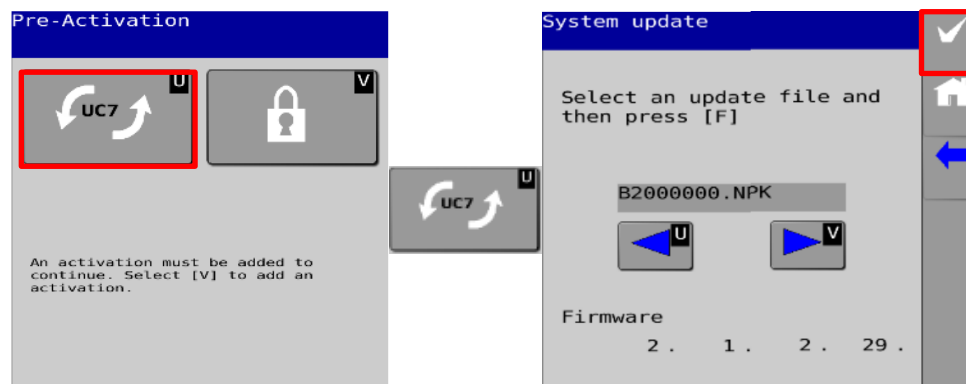 Pre-Activation
U
UC7
V
An activation must be added to
continue. Select [V] to add an
activation.
U
UC7
System update
Select an update file and
then press [F]
B2000000.NPK
U
V
Firmware
2 . 1 . 2 . 29 .